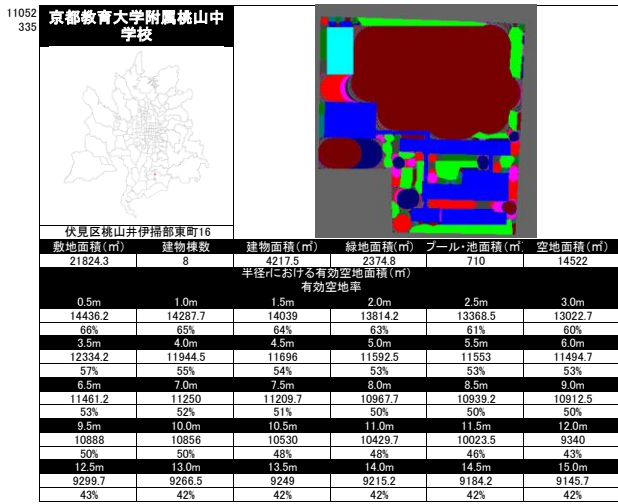 11052
335
京都教育大学附属桃山中
学校
伏見区桃山井伊掃部東町16
敷地面積(㎡) 建物棟数 建物面積(㎡) 緑地面積(㎡) プール・池面積(㎡) 空地面積(㎡)
21824.3 8 4217.5 2374.8 710 14522
半径rにおける有効空地面積(㎡)
有効空地率
0.5m 1.0m 1.5m 2.0m 2.5m 3.0m
14436.2 14287.7 14039 13814.2 13368.5 13022.7
66% 65% 64% 63% 61% 60%
3.5m 4.0m 4.5m 5.0m 5.5m 6.0m
12334.2 11944.5 11696 11592.5 11553 11494.7
57% 55% 54% 53% 53% 53%
6.5m 7.0m 7.5m 8.0m 8.5m 9.0m
11461.2 11250 11209.7 10967.7 10939.2 10912.5
53% 52% 51% 50% 50% 50%
9.5m 10.0m 10.5m 11.0m 11.5m 12.0m
10888 10856 10530 10429.7 10023.5 9340
50% 50% 48% 48% 46% 43%
12.5m 13.0m 13.5m 14.0m 14.5m 15.0m
9299.7 9266.5 9249 9215.2 9184.2 9145.7
43% 42% 42% 42% 42% 42%